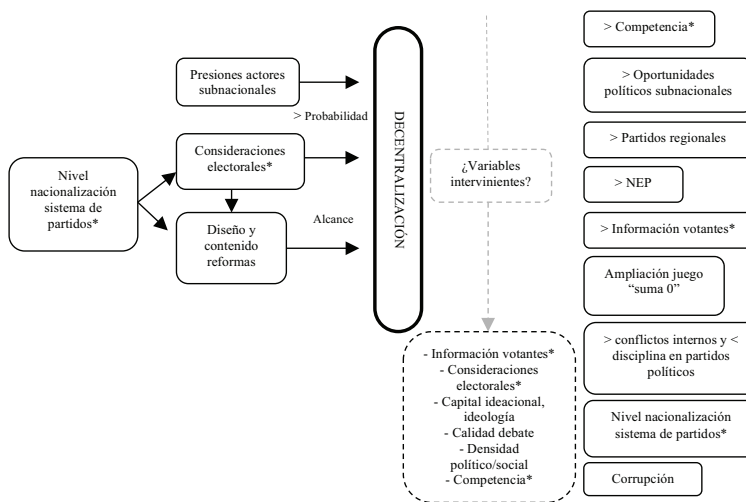 Presiones actores
subnacionales
> Probabilidad
Nivel
nacionalización
sistema de
partidos*
Consideraciones
electorales*
Diseño y
contenido
reformas
Alcance
DECENTRALIZACIÓN
¿Variables
intervinientes?
- Información votantes*
- Consideraciones
electorales*
- Capital ideacional,
ideología
- Calidad debate
- Densidad
político/social
- Competencia*
> Competencia*
> Oportunidades
políticos subnacionales
> Partidos regionales
> NEP
> Información votantes*
Ampliación juego
“suma 0”
> conflictos internos y <
disciplina en partidos
políticos
Nivel nacionalización
sistema de partidos*
Corrupción